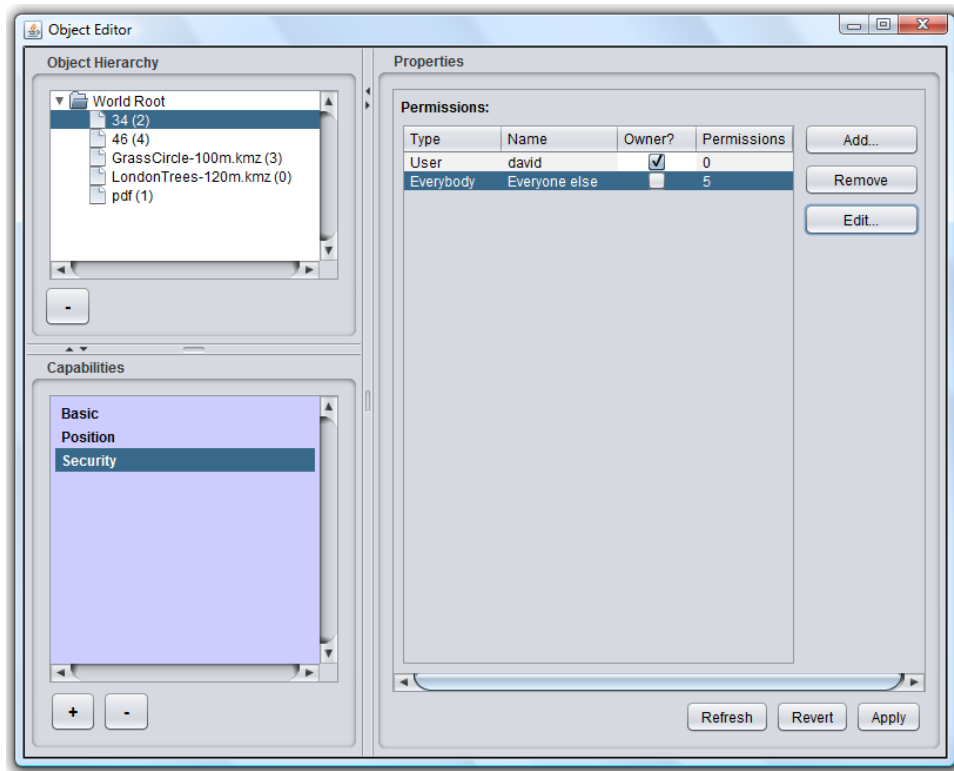 Object Editor
Object Hierarchy
World Root
34 (2)
46 (4)
GrassCircle-100m.kmz (3)
LondonTrees-120m.kmz (0)
pdf (1)
-
Capabilities
Basic
Position
Security
+ -
Properties
Permissions:
Type Name Owner? Permissions
User david 0
Everybody Everyone else 5
Add...
Remove
Edit...
Refresh Revert Apply